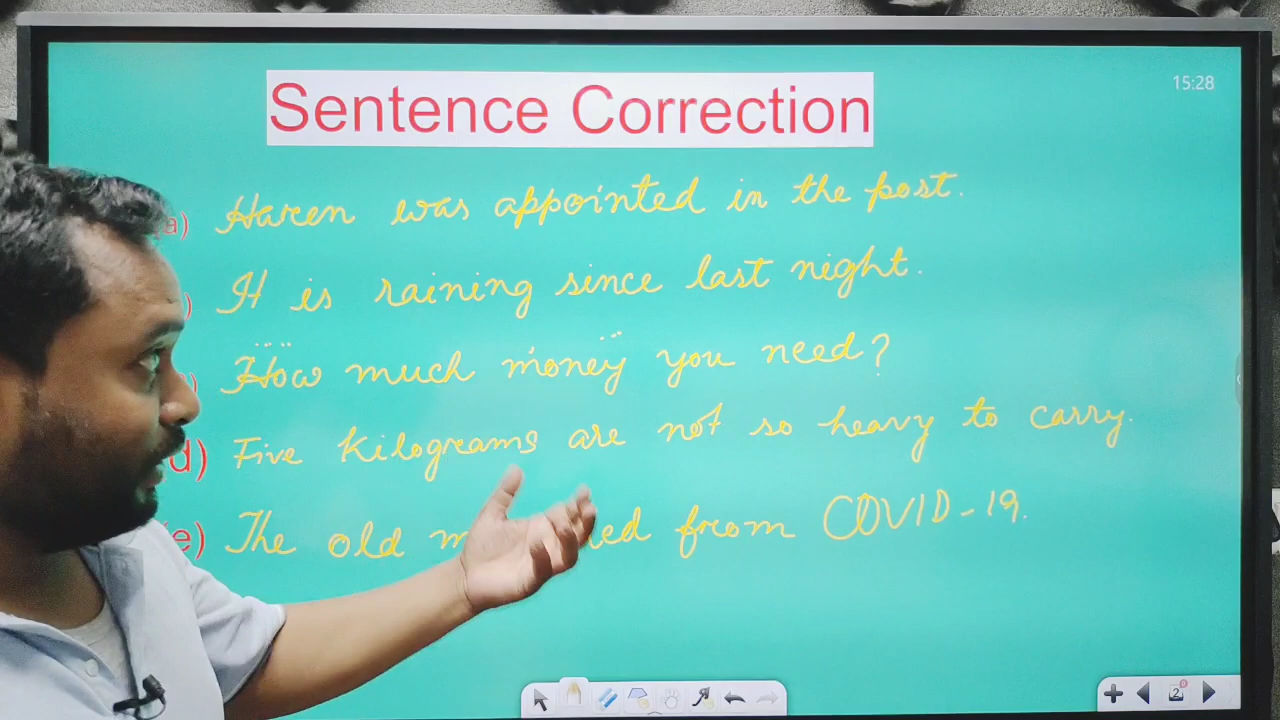 Sentence Correction
15:28
a) Haren was appointed in the post.
) It is raining since last night.
) How much money you need?
d) Five kilograms are not so heavy to carry.
e) The old from COVID-19.
2